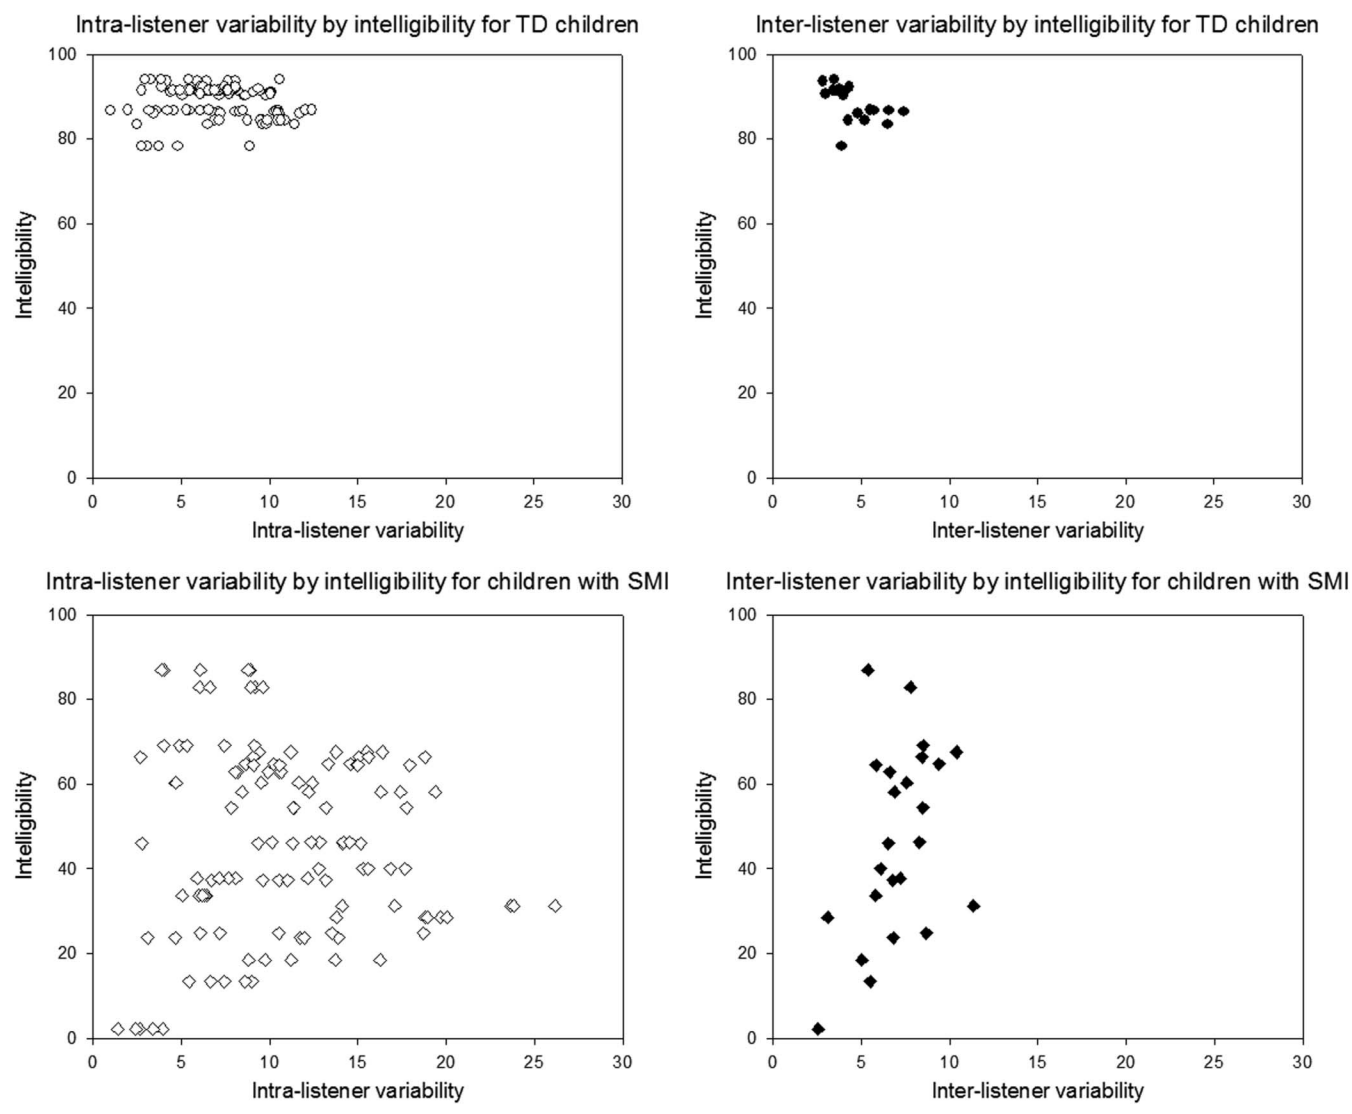 Intra-listener variability by intelligibility for TD children
100
80
60
40
20
0
Intelligibility
0 5 10 15 20 25 30
Intra-listener variability
Inter-listener variability by intelligibility for TD children
100
80
60
40
20
0
Intelligibility
0 5 10 15 20 25 30
Inter-listener variability
Intra-listener variability by intelligibility for children with SMI
100
80
60
40
20
0
Intelligibility
0 5 10 15 20 25 30
Intra-listener variability
Inter-listener variability by intelligibility for children with SMI
100
80
60
40
20
0
Intelligibility
0 5 10 15 20 25 30
Inter-listener variability